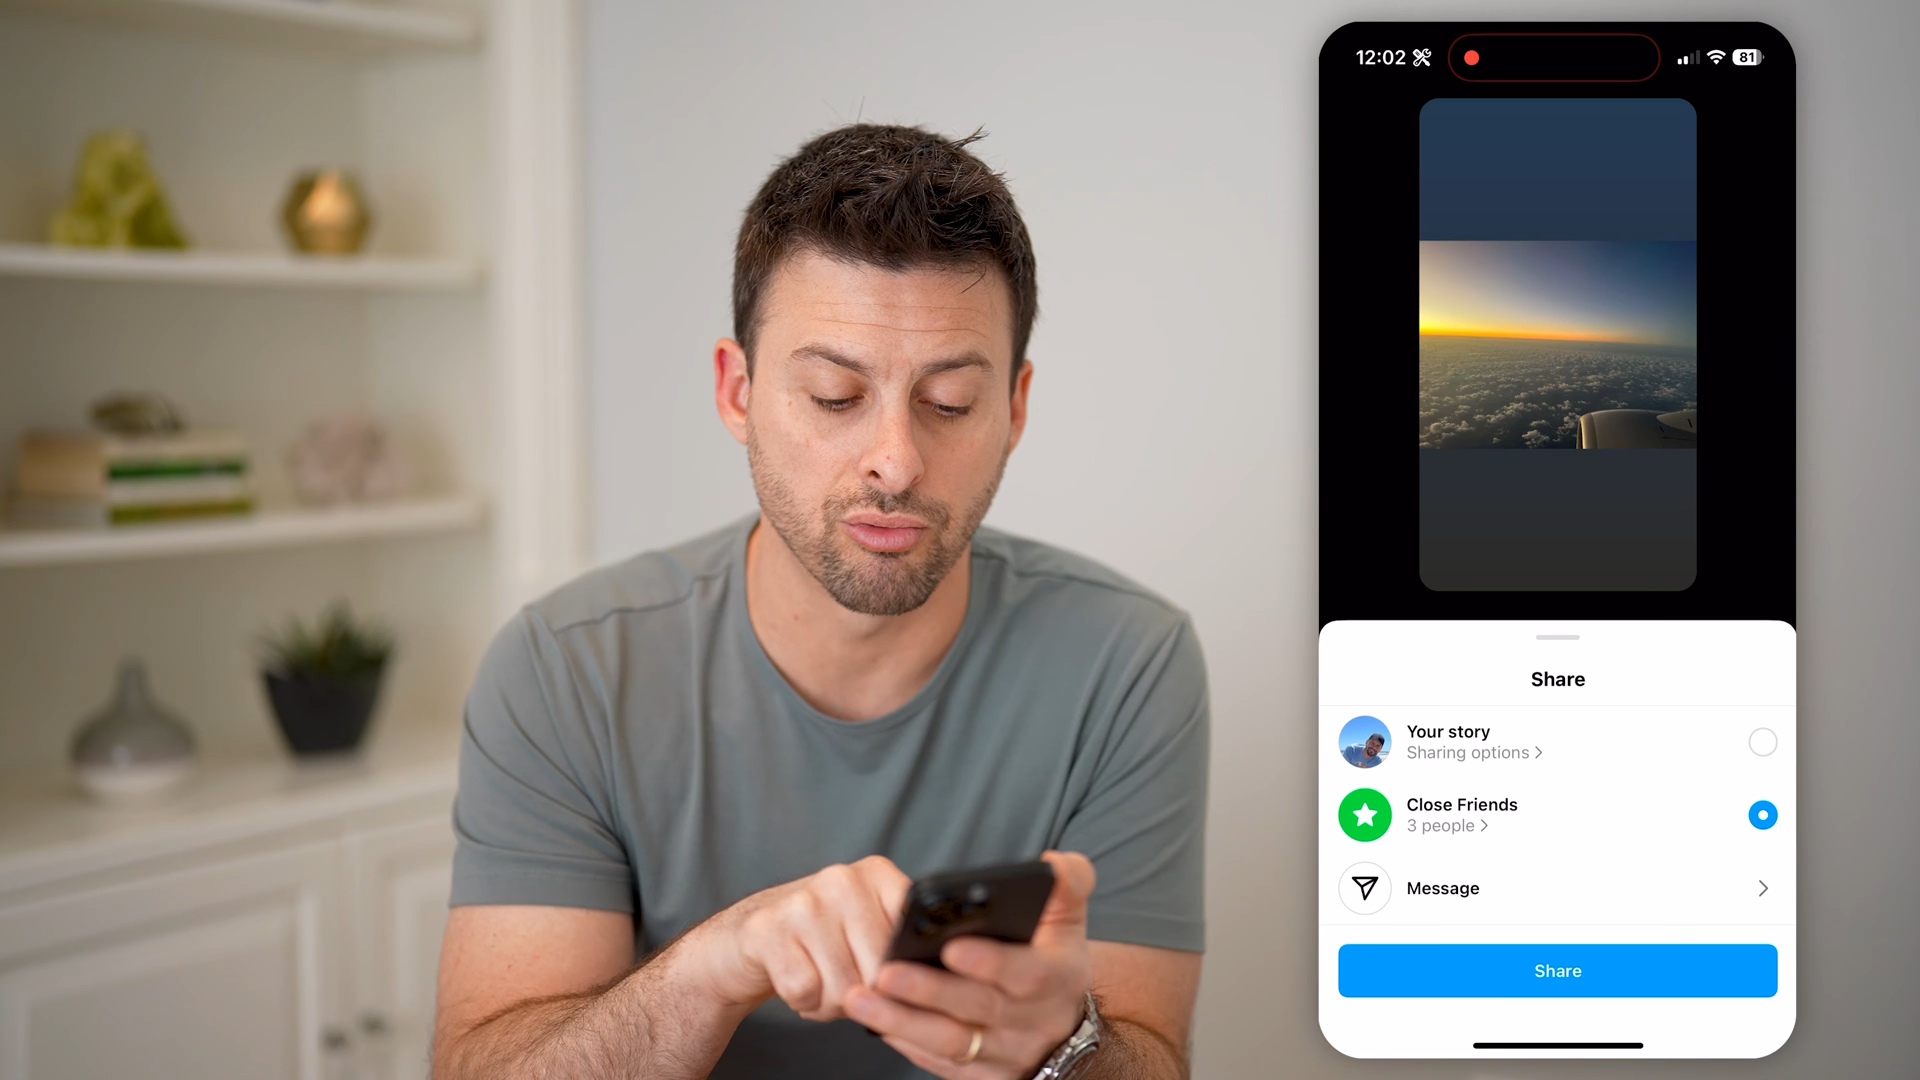 12:02
81
Share
Your story
Sharing options
Close Friends
3 people
Message
Share